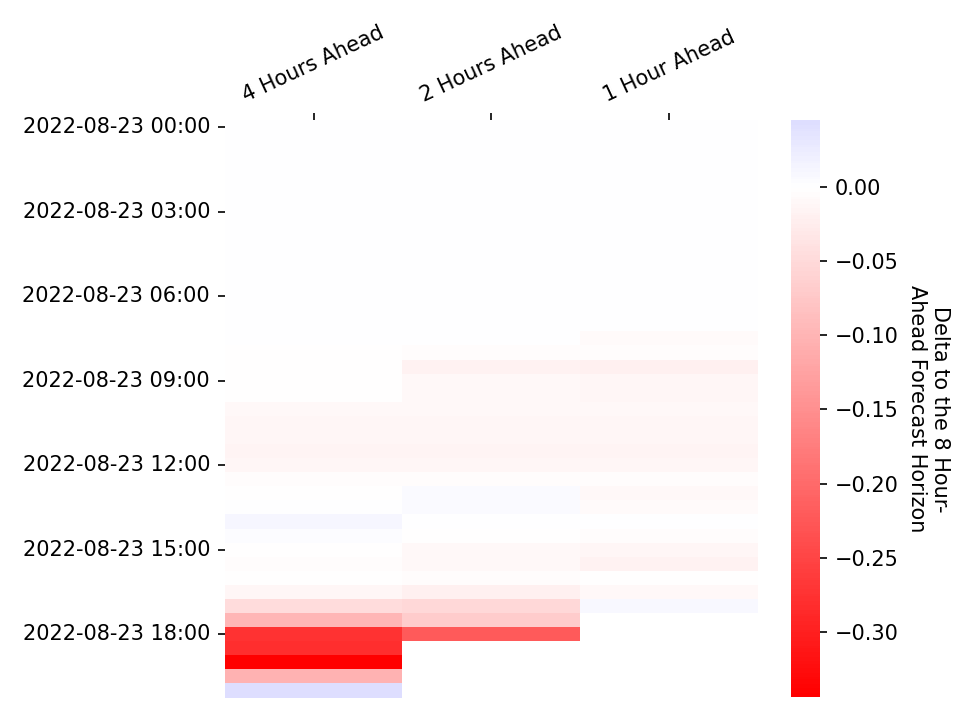 4 Hours Ahead
2 Hours Ahead
1 Hour Ahead
2022-08-23 00:00
2022-08-23 03:00
2022-08-23 06:00
2022-08-23 09:00
2022-08-23 12:00
2022-08-23 15:00
2022-08-23 18:00
0.00
−0.05
−0.10
−0.15
−0.20
−0.25
−0.30
Delta to the 8 Hour-
Ahead Forecast Horizon